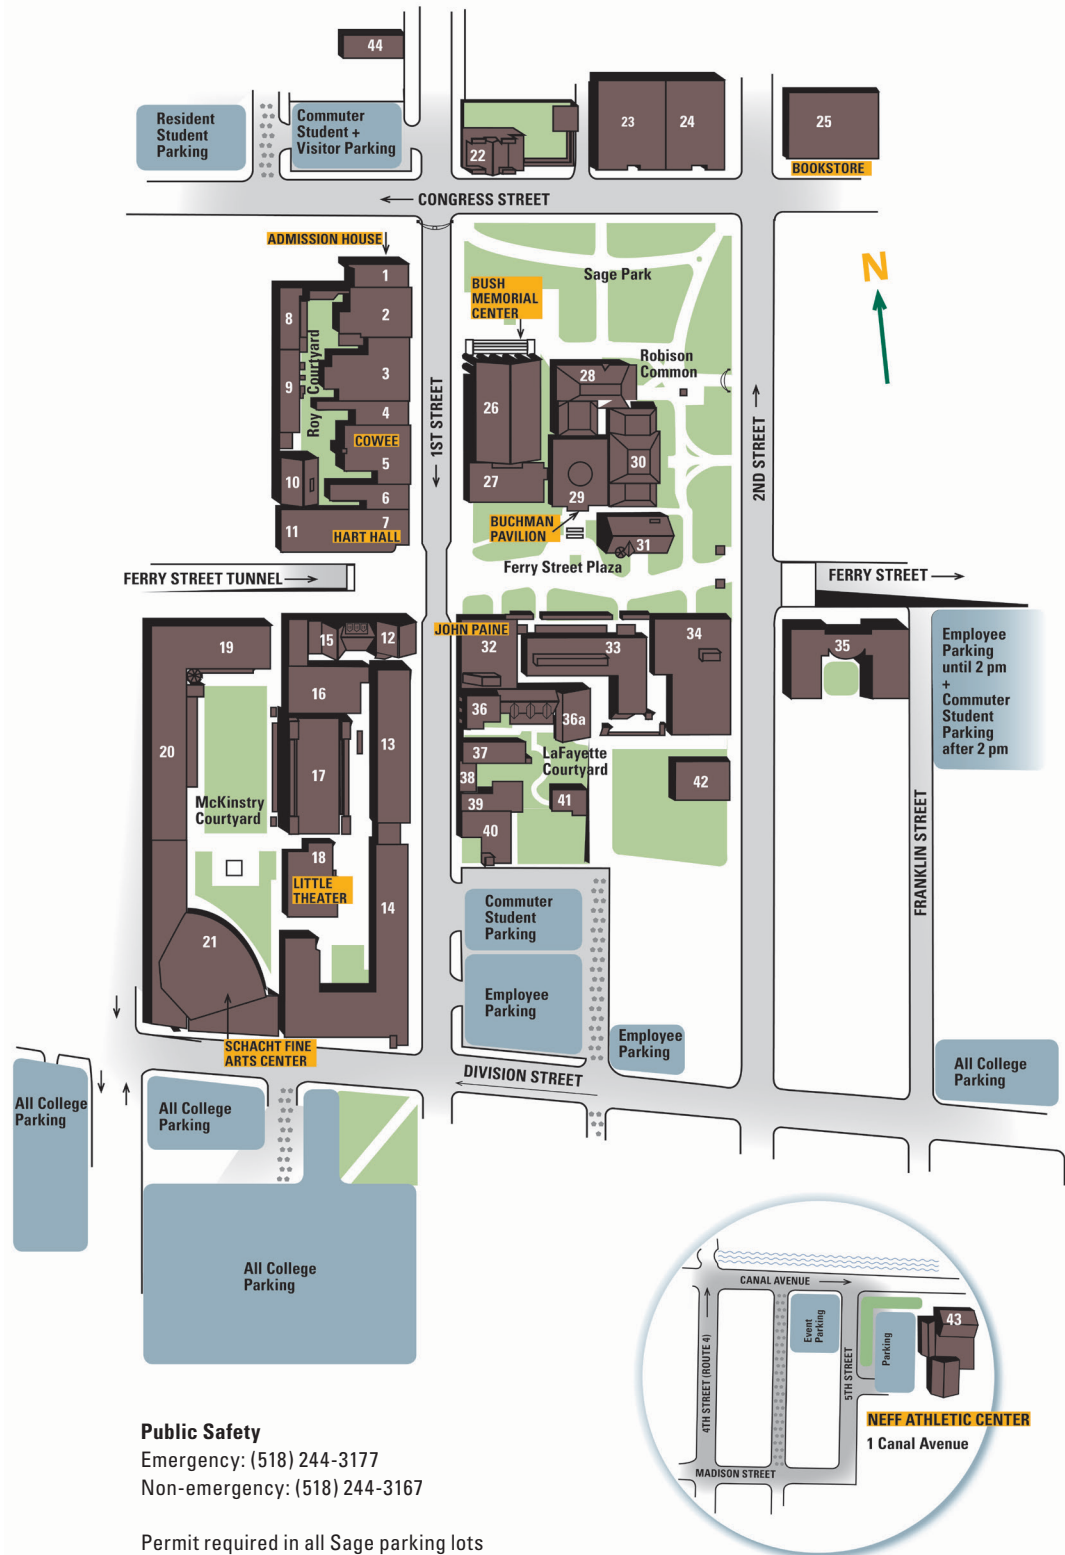 44
Resident
Student
Parking
Commuter
Student +
Visitor Parking
22
23
24
25
BOOKSTORE
← CONGRESS STREET
ADMISSION HOUSE
1
2
3
4
COWEE
5
6
7
HART HALL
8
9
10
11
Roy Courtyard
← 1ST STREET
Sage Park
BUSH
MEMORIAL
CENTER
Robison
Common
26
27
28
29
30
31
BUCHMAN
PAVILION
Ferry Street Plaza
2ND STREET →
N
FERRY STREET TUNNEL →
FERRY STREET →
JOHN PAINE
12
13
14
15
16
17
18
19
20
21
McKinstry
Courtyard
LITTLE
THEATER
SCHACHT FINE
ARTS CENTER
32
33
34
35
36
36a
37
38
39
40
41
42
LaFayette
Courtyard
Employee
Parking
until 2 pm
+
Commuter
Student
Parking
after 2 pm
FRANKLIN STREET
Commuter
Student
Parking
Employee
Parking
Employee
Parking
DIVISION STREET
All College
Parking
All College
Parking
All College
Parking
All College
Parking
CANAL AVENUE →
4TH STREET (ROUTE 4) →
Event
Parking
5TH STREET
Parking
43
NEFF ATHLETIC CENTER
1 Canal Avenue
MADISON STREET
Public Safety
Emergency: (518) 244-3177
Non-emergency: (518) 244-3167
Permit required in all Sage parking lots